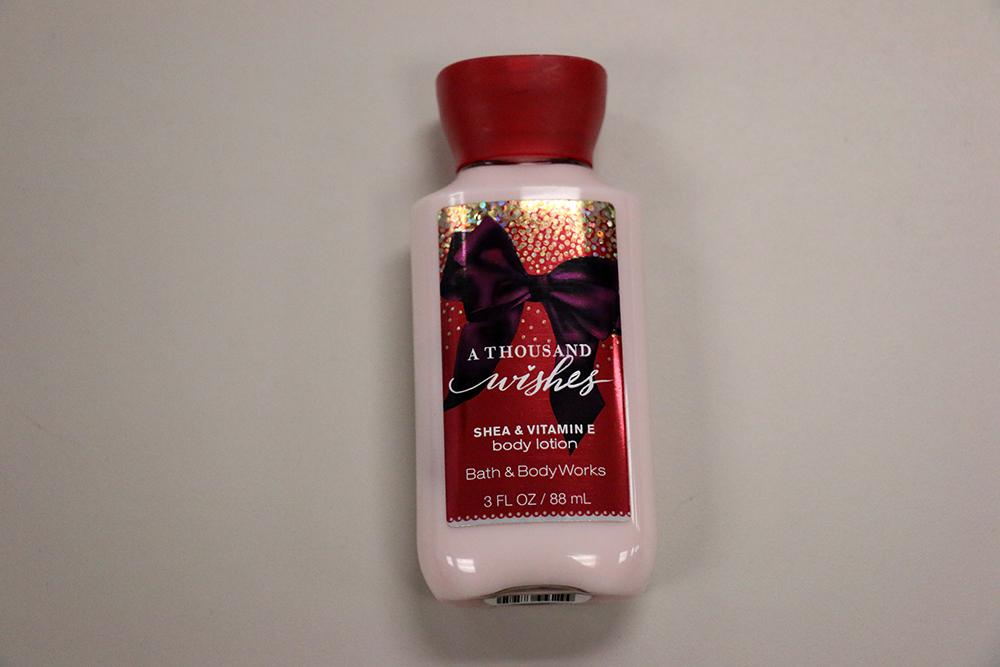 A THOUSAND
wishes
SHEA & VITAMIN E
body lotion
Bath & Body Works
3 FL OZ / 88 mL